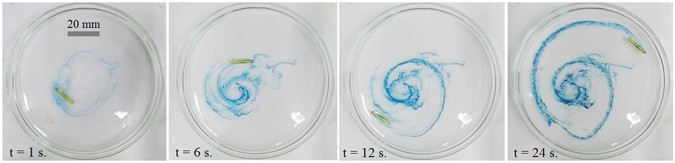 20 mm
t = 1 s.
t = 6 s.
t = 12 s.
t = 24 s.